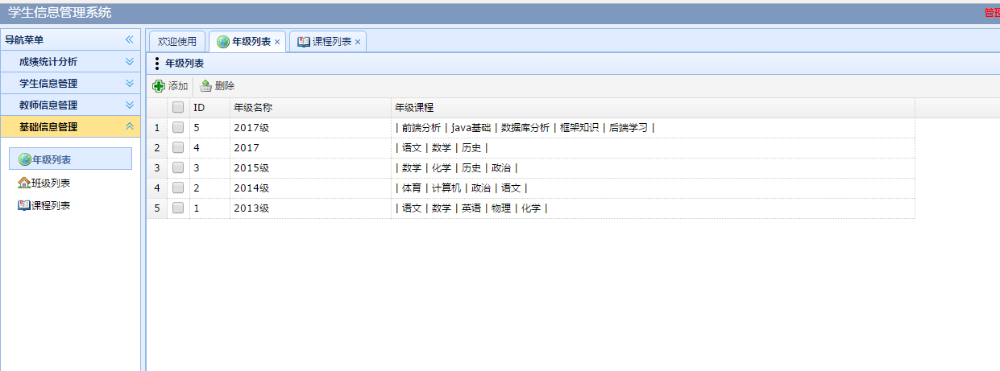 学生信息管理系统
管理
导航菜单
成绩统计分析
学生信息管理
教师信息管理
基础信息管理
年级列表
班级列表
课程列表
欢迎使用 年级列表 × 课程列表 ×
年级列表
添加 删除
ID 年级名称 年级课程
1 5 2017级 | 前端分析 | java基础 | 数据库分析 | 框架知识 | 后端学习 |
2 4 2017 | 语文 | 数学 | 历史 |
3 3 2015级 | 数学 | 化学 | 历史 | 政治 |
4 2 2014级 | 体育 | 计算机 | 政治 | 语文 |
5 1 2013级 | 语文 | 数学 | 英语 | 物理 | 化学 |